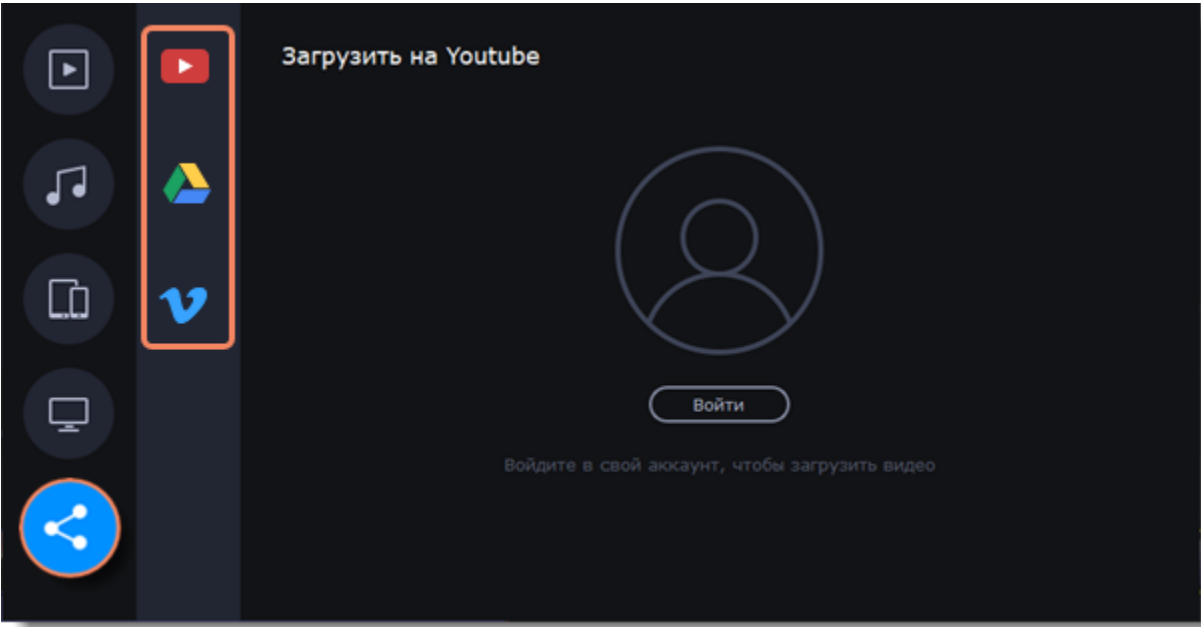 Загрузить на Youtube
Войти
Войдите в свой аккаунт, чтобы загрузить видео